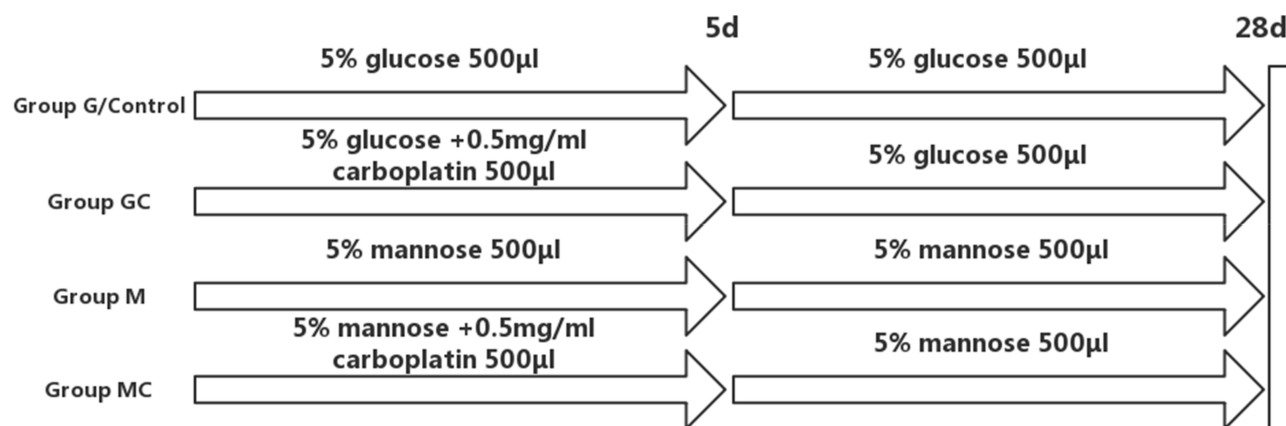 5d
28d
5% glucose 500μl
5% glucose 500μl
Group G/Control
5% glucose +0.5mg/ml
carboplatin 500μl
5% glucose 500μl
Group GC
5% mannose 500μl
5% mannose 500μl
Group M
5% mannose +0.5mg/ml
carboplatin 500μl
5% mannose 500μl
Group MC